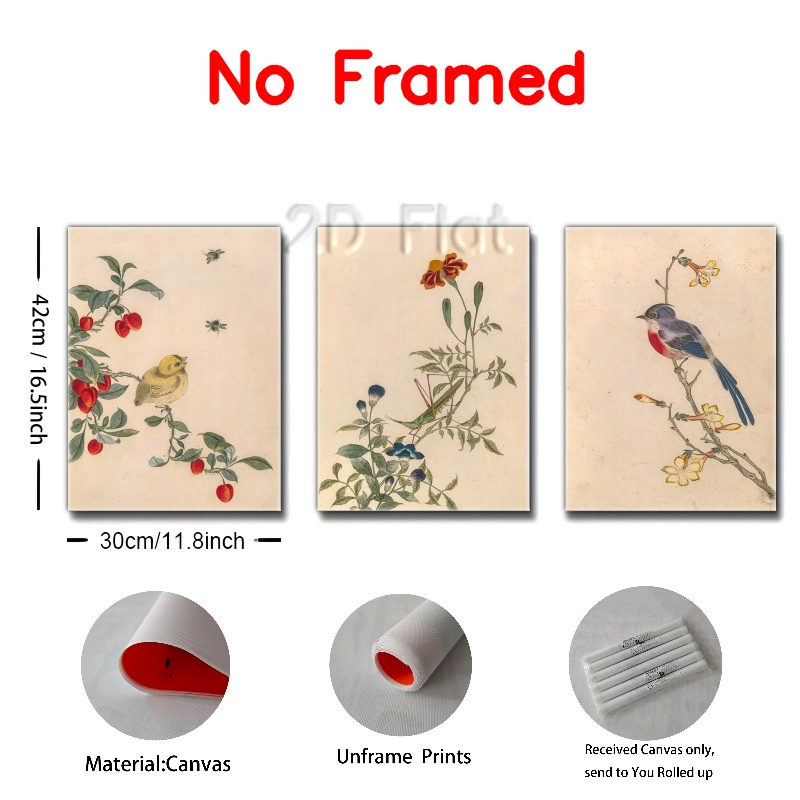 No Framed
2D Flat
42cm / 16.5inch
30cm/11.8inch
Material:Canvas
Unframe Prints
Received Canvas only,
send to You Rolled up